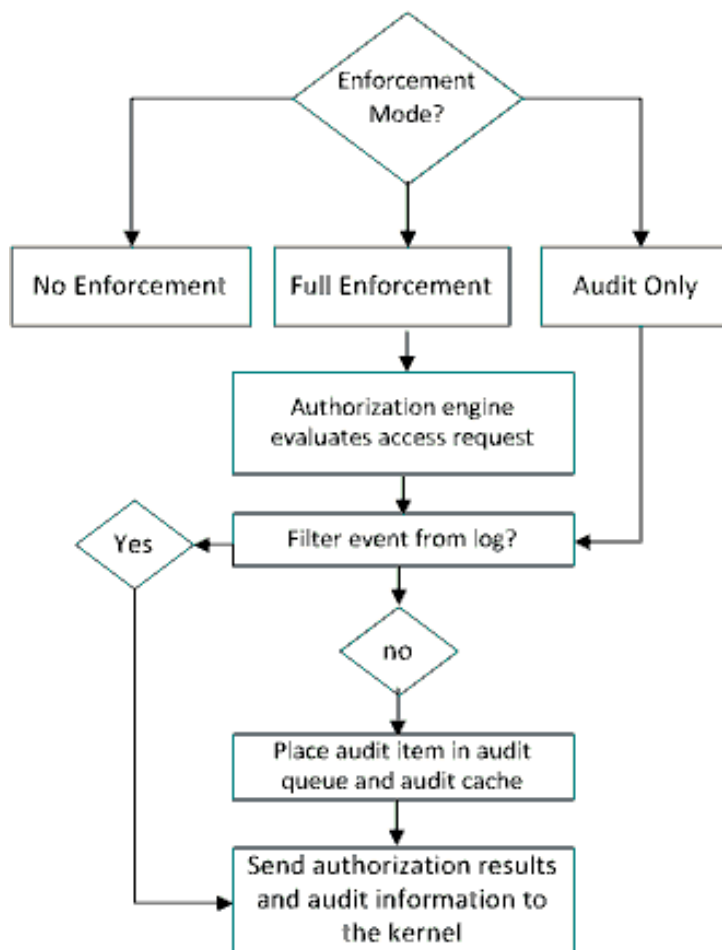 Enforcement
Mode?
No Enforcement
Full Enforcement
Audit Only
Authorization engine
evaluates access request
Yes
Filter event from log?
no
Place audit item in audit
queue and audit cache
Send authorization results
and audit information to
the kernel